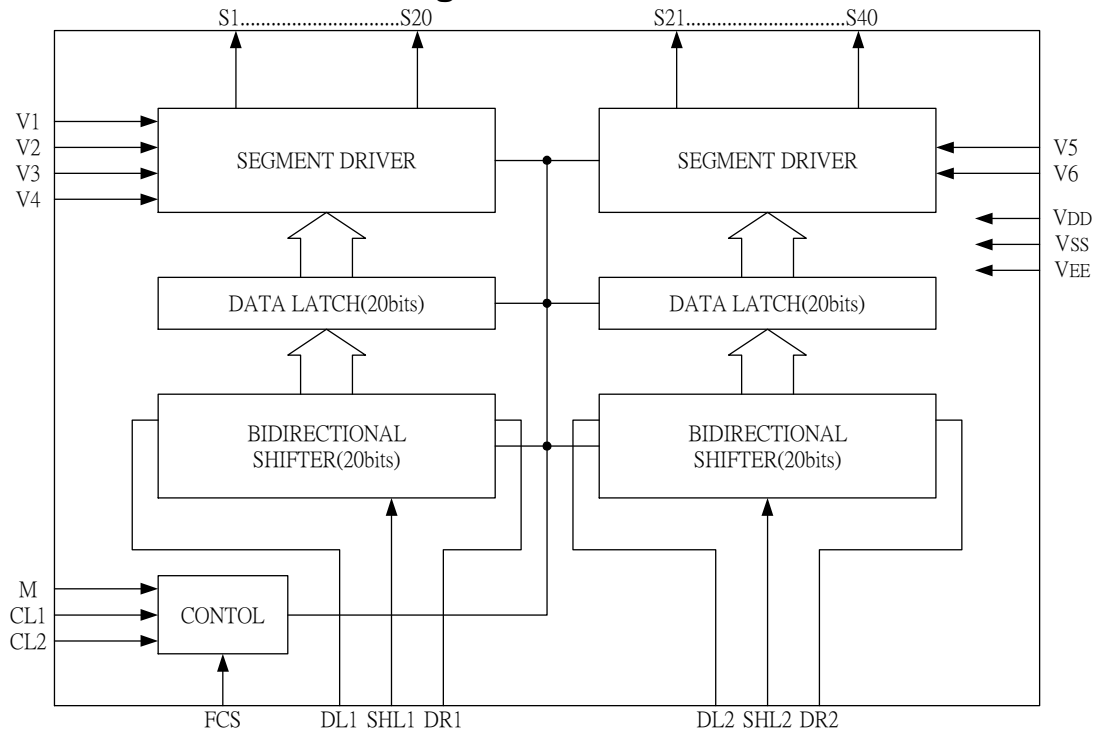 S1.............................S20
S21.............................S40
V1
V2
V3
V4
SEGMENT DRIVER
SEGMENT DRIVER
V5
V6
VDD
VSS
VEE
DATA LATCH(20bits)
DATA LATCH(20bits)
BIDIRECTIONAL
SHIFTER(20bits)
BIDIRECTIONAL
SHIFTER(20bits)
M
CL1
CL2
CONTOL
FCS
DL1 SHL1 DR1
DL2 SHL2 DR2